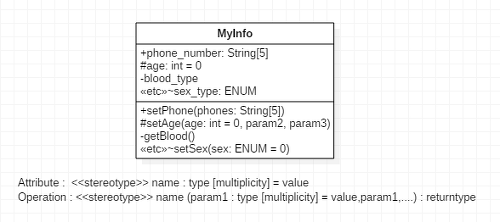 MyInfo
+phone_number: String[5]
#age: int = 0
-blood_type
«etc»~sex_type: ENUM
+setPhone(phones: String[5])
#setAge(age: int = 0, param2, param3)
-getBlood()
«etc»~setSex(sex: ENUM = 0)
Attribute :  <<stereotype>> name : type [multiplicity] = value
Operation : <<stereotype>> name (param1 : type [multiplicity] = value,param1,....) : returntype